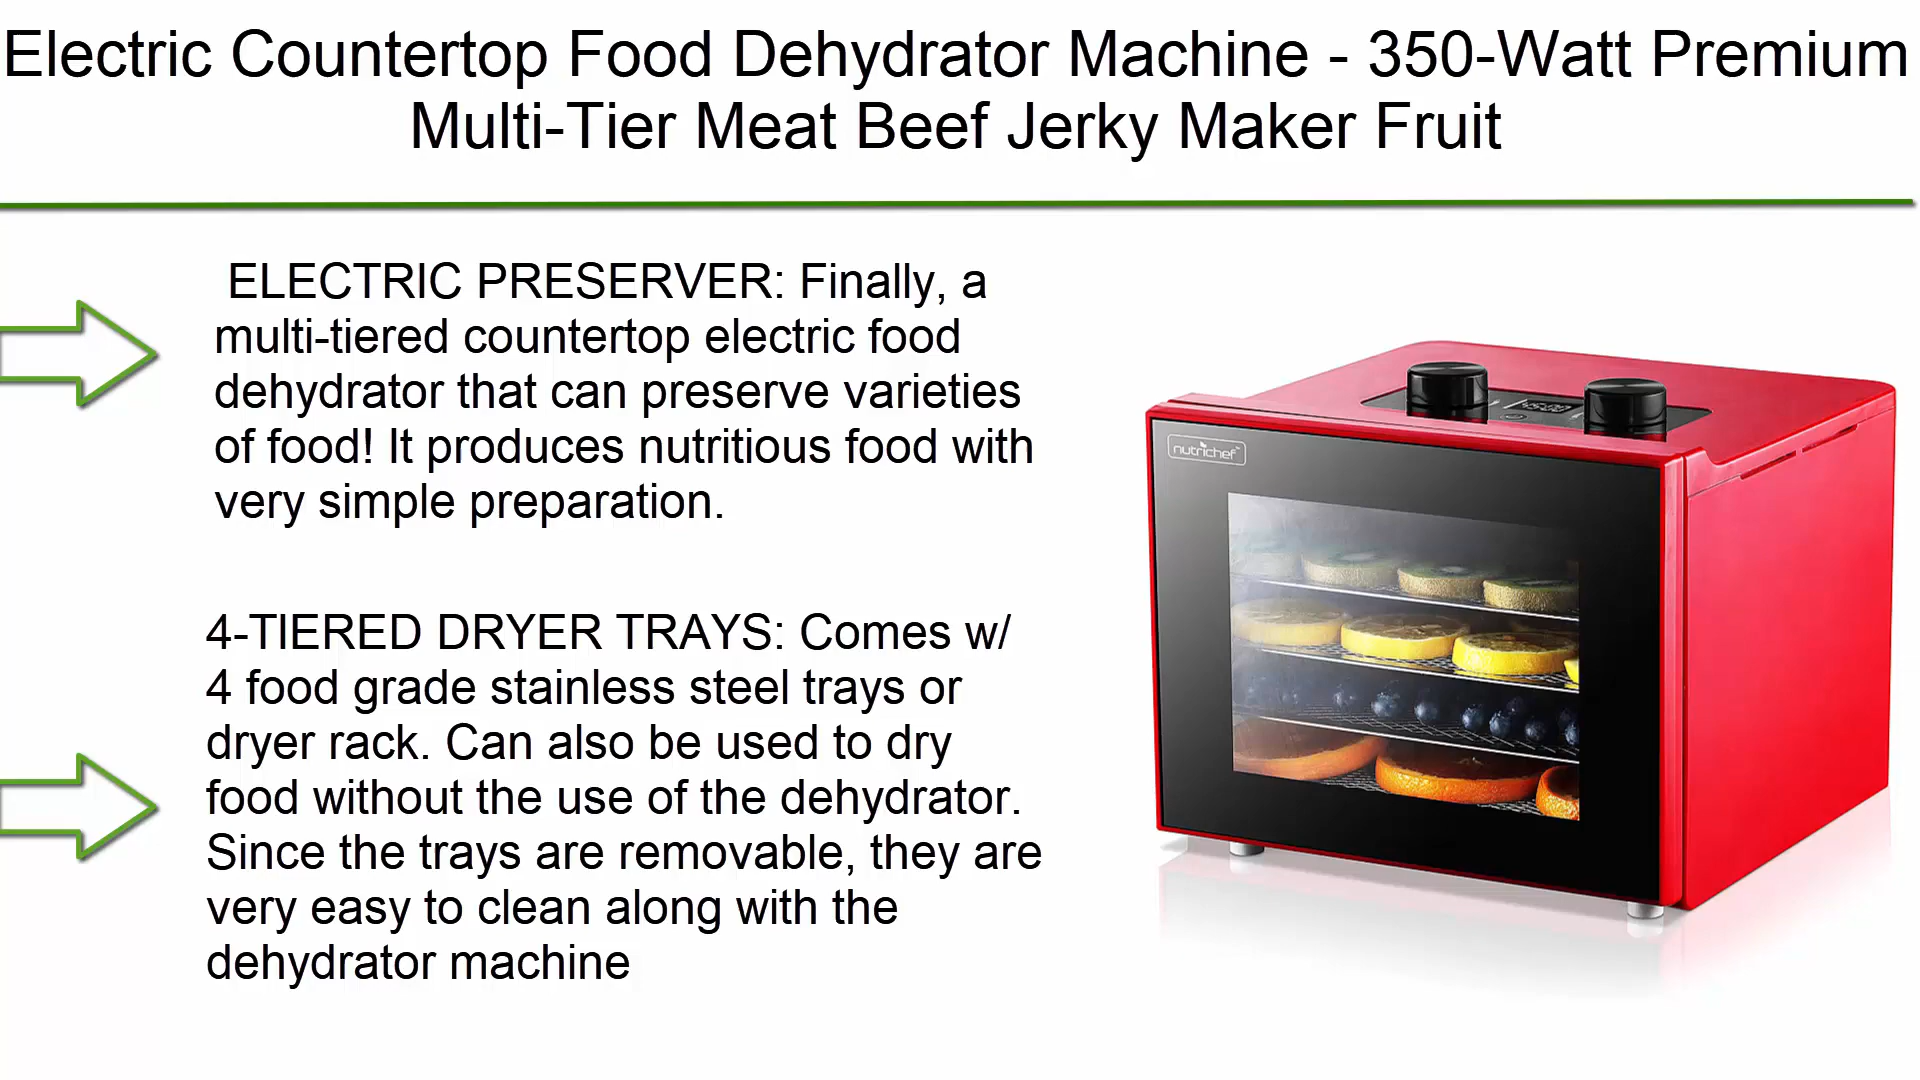 Electric Countertop Food Dehydrator Machine - 350-Watt Premium
Multi-Tier Meat Beef Jerky Maker Fruit
ELECTRIC PRESERVER: Finally, a
multi-tiered countertop electric food
dehydrator that can preserve varieties
of food! It produces nutritious food with
very simple preparation.
4-TIERED DRYER TRAYS: Comes w/
4 food grade stainless steel trays or
dryer rack. Can also be used to dry
food without the use of the dehydrator.
Since the trays are removable, they are
very easy to clean along with the
dehydrator machine
nutrichef™